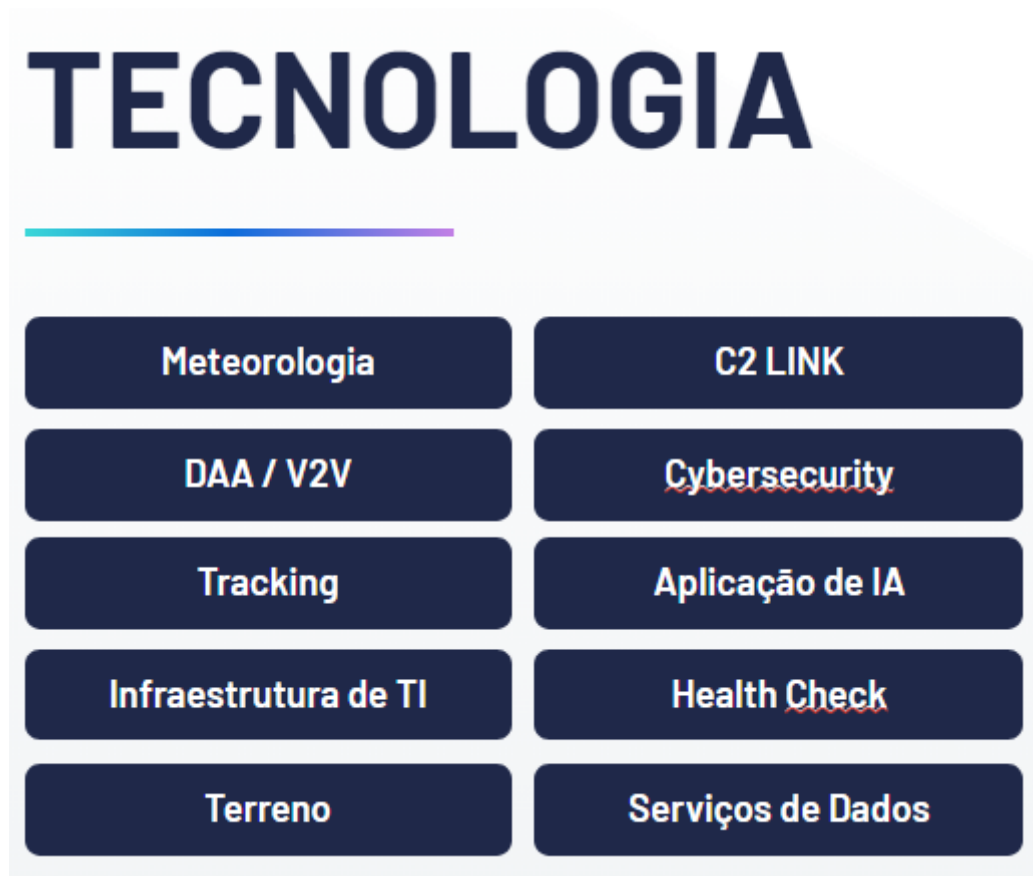 TECNOLOGIA
Meteorologia
C2 LINK
DAA / V2V
Cybersecurity
Tracking
Aplicação de IA
Infraestrutura de TI
Health Check
Terreno
Serviços de Dados